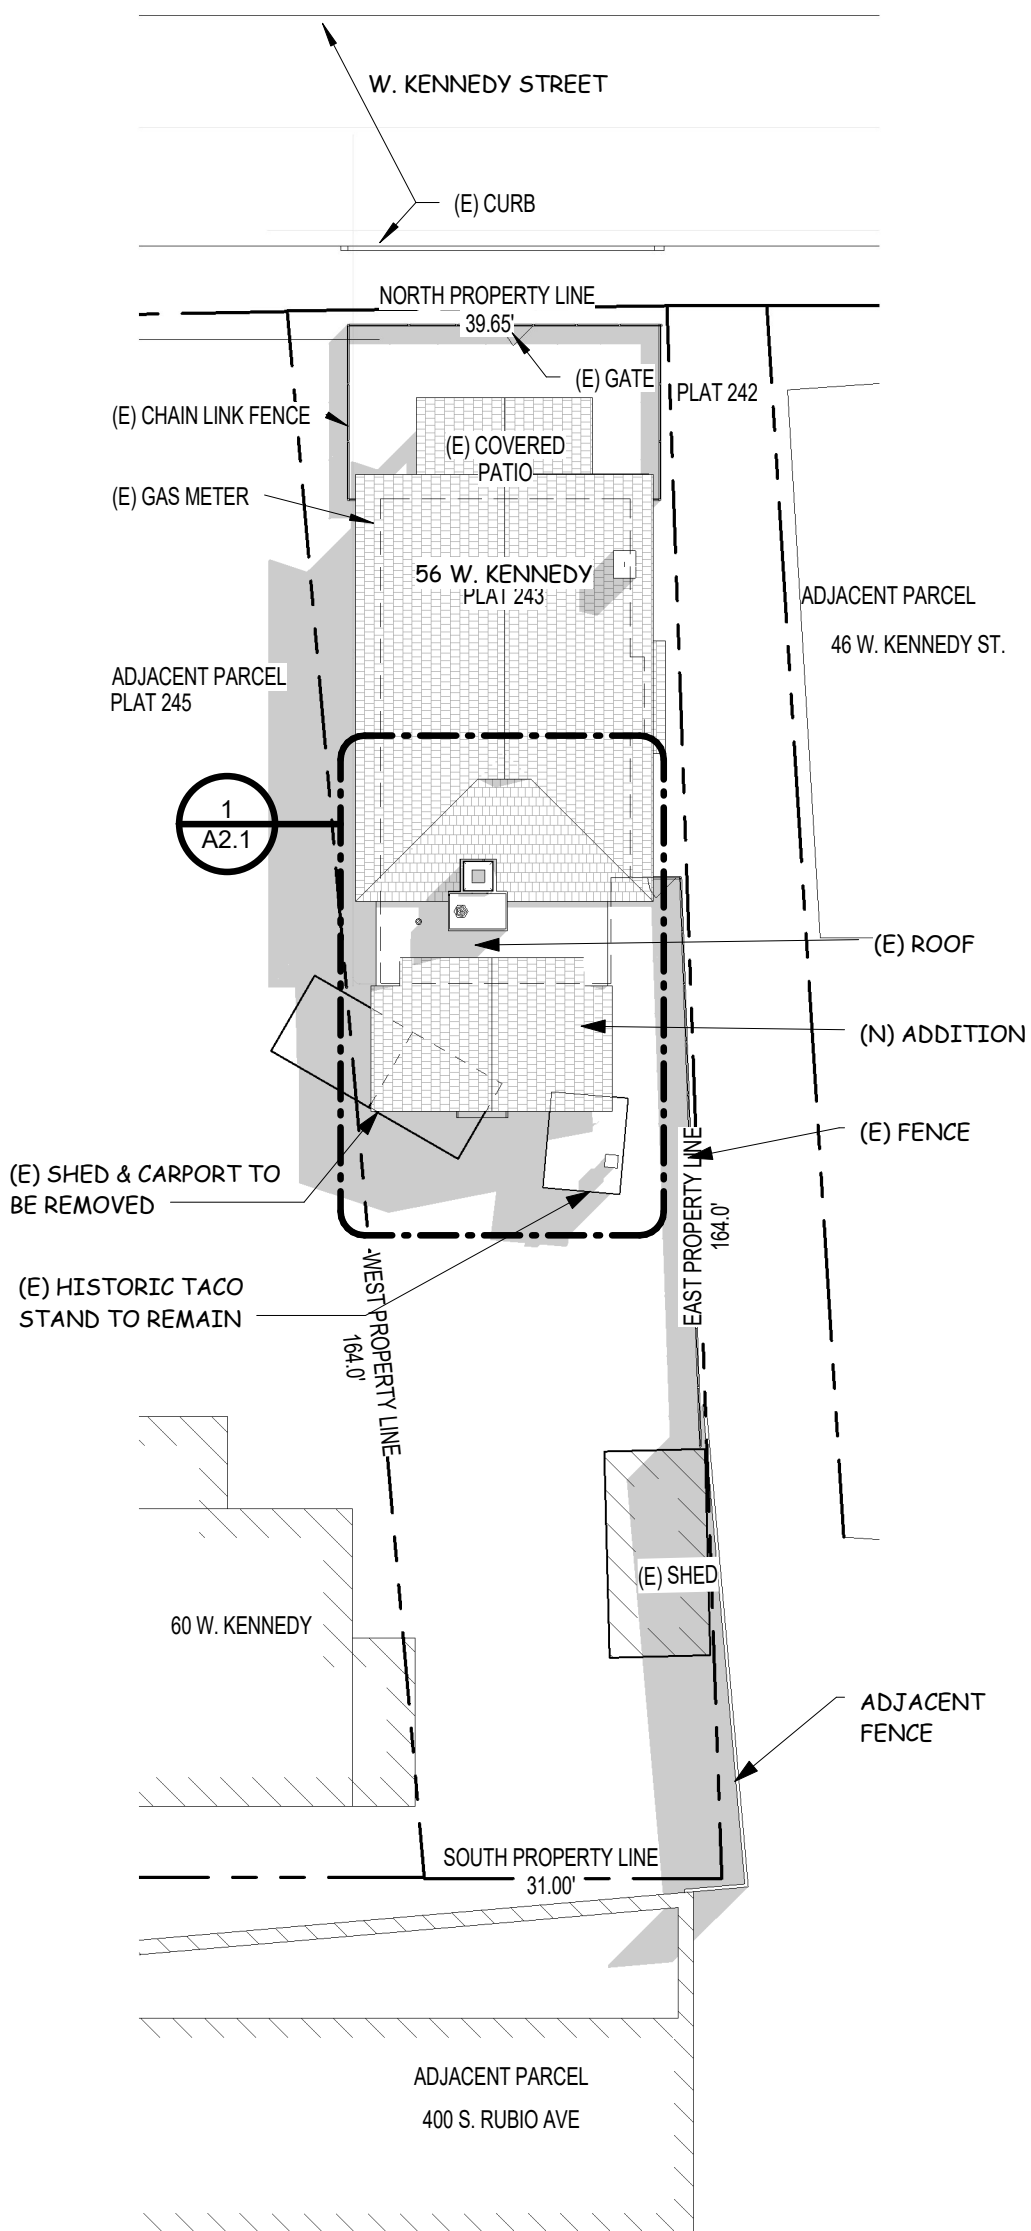 W. KENNEDY STREET
(E) CURB
NORTH PROPERTY LINE
39.65'
(E) GATE
PLAT 242
(E) CHAIN LINK FENCE
(E) COVERED
PATIO
(E) GAS METER
56 W. KENNEDY
PLAT 243
ADJACENT PARCEL
46 W. KENNEDY ST.
ADJACENT PARCEL
PLAT 245
1
A2.1
(E) ROOF
(N) ADDITION
(E) FENCE
(E) SHED & CARPORT TO
BE REMOVED
EAST PROPERTY LINE
164.0'
(E) HISTORIC TACO
STAND TO REMAIN
WEST PROPERTY LINE
164.0'
(E) SHED
60 W. KENNEDY
ADJACENT
FENCE
SOUTH PROPERTY LINE
31.00'
ADJACENT PARCEL
400 S. RUBIO AVE